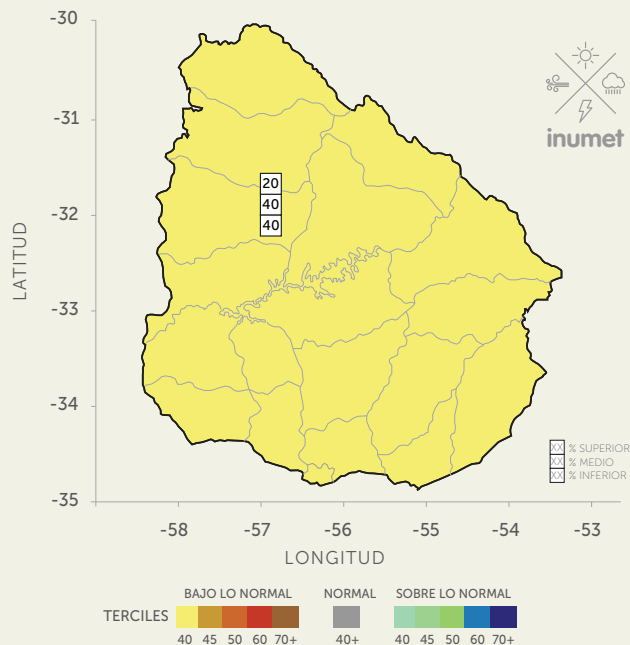 -30
-31
-32
-33
-34
-35
LATITUD
inumet
20
40
40
XX % SUPERIOR
XX % MEDIO
XX % INFERIOR
-58 -57 -56 -55 -54 -53
LONGITUD
BAJO LO NORMAL NORMAL SOBRE LO NORMAL
TERCILES
40 45 50 60 70+ 40+ 40 45 50 60 70+